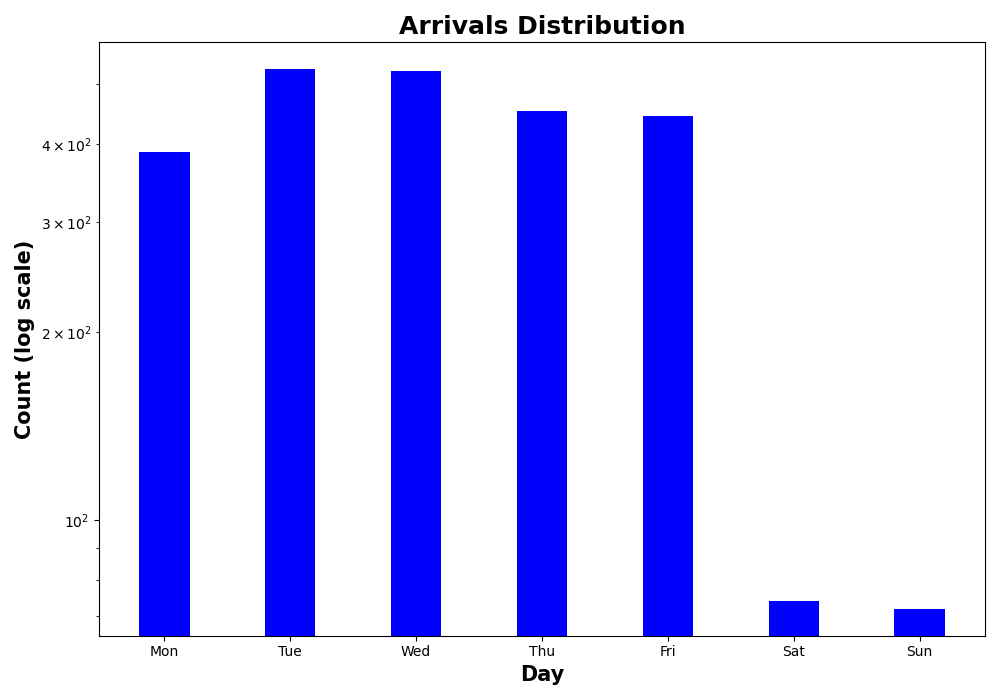 Arrivals Distribution
Count (log scale)
4 × 10²
3 × 10²
2 × 10²
10²
Mon Tue Wed Thu Fri Sat Sun
Day